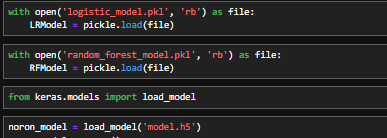 with open('logistic_model.pkl', 'rb') as file:
    LRModel = pickle.load(file)
with open('random_forest_model.pkl', 'rb') as file:
    RFModel = pickle.load(file)
from keras.models import load_model
noron_model = load_model('model.h5')